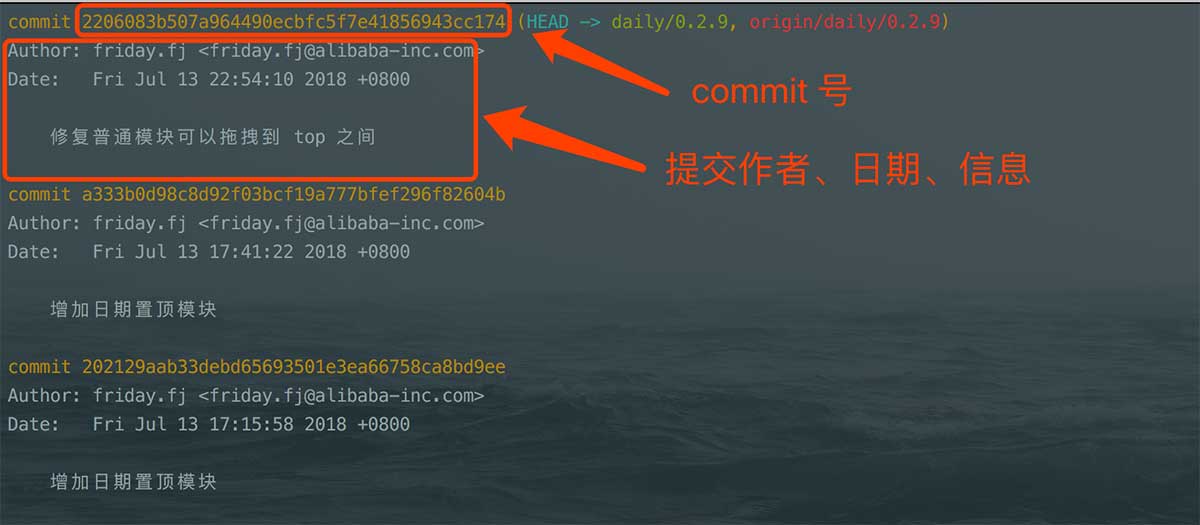 commit 2206083b507a964490ecbfc5f7e41856943cc174 (HEAD -> daily/0.2.9, origin/daily/0.2.9)
Author: friday.fj <friday.fj@alibaba-inc.com>
Date:   Fri Jul 13 22:54:10 2018 +0800
commit 号
修复普通模块可以拖拽到 top 之间
提交作者、日期、信息
commit a333b0d98c8d92f03bcf19a777bfef296f82604b
Author: friday.fj <friday.fj@alibaba-inc.com>
Date:   Fri Jul 13 17:41:22 2018 +0800
增加日期置顶模块
commit 202129aab33debd65693501e3ea66758ca8bd9ee
Author: friday.fj <friday.fj@alibaba-inc.com>
Date:   Fri Jul 13 17:15:58 2018 +0800
增加日期置顶模块